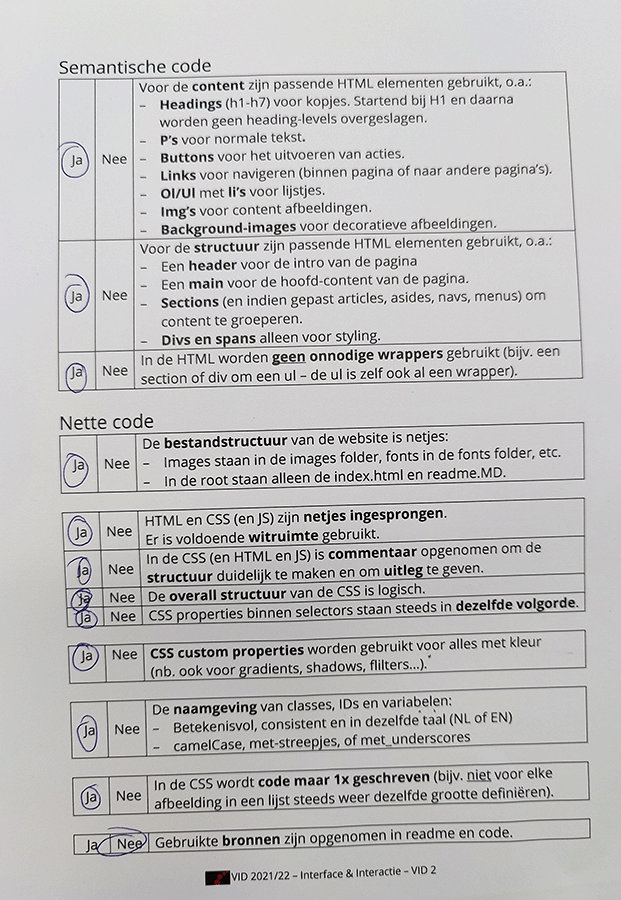 Semantische code
Voor de content zijn passende HTML elementen gebruikt, o.a.:
– Headings (h1-h7) voor kopjes. Startend bij H1 en daarna
worden geen heading-levels overgeslagen.
– P's voor normale tekst.
Ja Nee – Buttons voor het uitvoeren van acties.
– Links voor navigeren (binnen pagina of naar andere pagina's).
– Ol/Ul met li's voor lijstjes.
– Img's voor content afbeeldingen.
– Background-images voor decoratieve afbeeldingen.
Voor de structuur zijn passende HTML elementen gebruikt, o.a.:
– Een header voor de intro van de pagina
– Een main voor de hoofd-content van de pagina.
Ja Nee – Sections (en indien gepast articles, asides, navs, menus) om
content te groeperen.
– Divs en spans alleen voor styling.
Ja Nee In de HTML worden geen onnodige wrappers gebruikt (bijv. een
section of div om een ul – de ul is zelf ook al een wrapper).
Nette code
De bestandstructuur van de website is netjes:
Ja Nee – Images staan in de images folder, fonts in de fonts folder, etc.
– In de root staan alleen de index.html en readme.MD.
Ja Nee HTML en CSS (en JS) zijn netjes ingesprongen.
Er is voldoende witruimte gebruikt.
Ja Nee In de CSS (en HTML en JS) is commentaar opgenomen om de
structuur duidelijk te maken en om uitleg te geven.
Ja Nee De overall structuur van de CSS is logisch.
Ja Nee CSS properties binnen selectors staan steeds in dezelfde volgorde.
Ja Nee CSS custom properties worden gebruikt voor alles met kleur
(nb. ook voor gradients, shadows, flilters...).
De naamgeving van classes, IDs en variabelen:
Ja Nee – Betekenisvol, consistent en in dezelfde taal (NL of EN)
– camelCase, met-streepjes, of met_underscores
Ja Nee In de CSS wordt code maar 1x geschreven (bijv. niet voor elke
afbeelding in een lijst steeds weer dezelfde grootte definiëren).
Ja Nee Gebruikte bronnen zijn opgenomen in readme en code.
VID 2021/22 – Interface & Interactie – VID 2